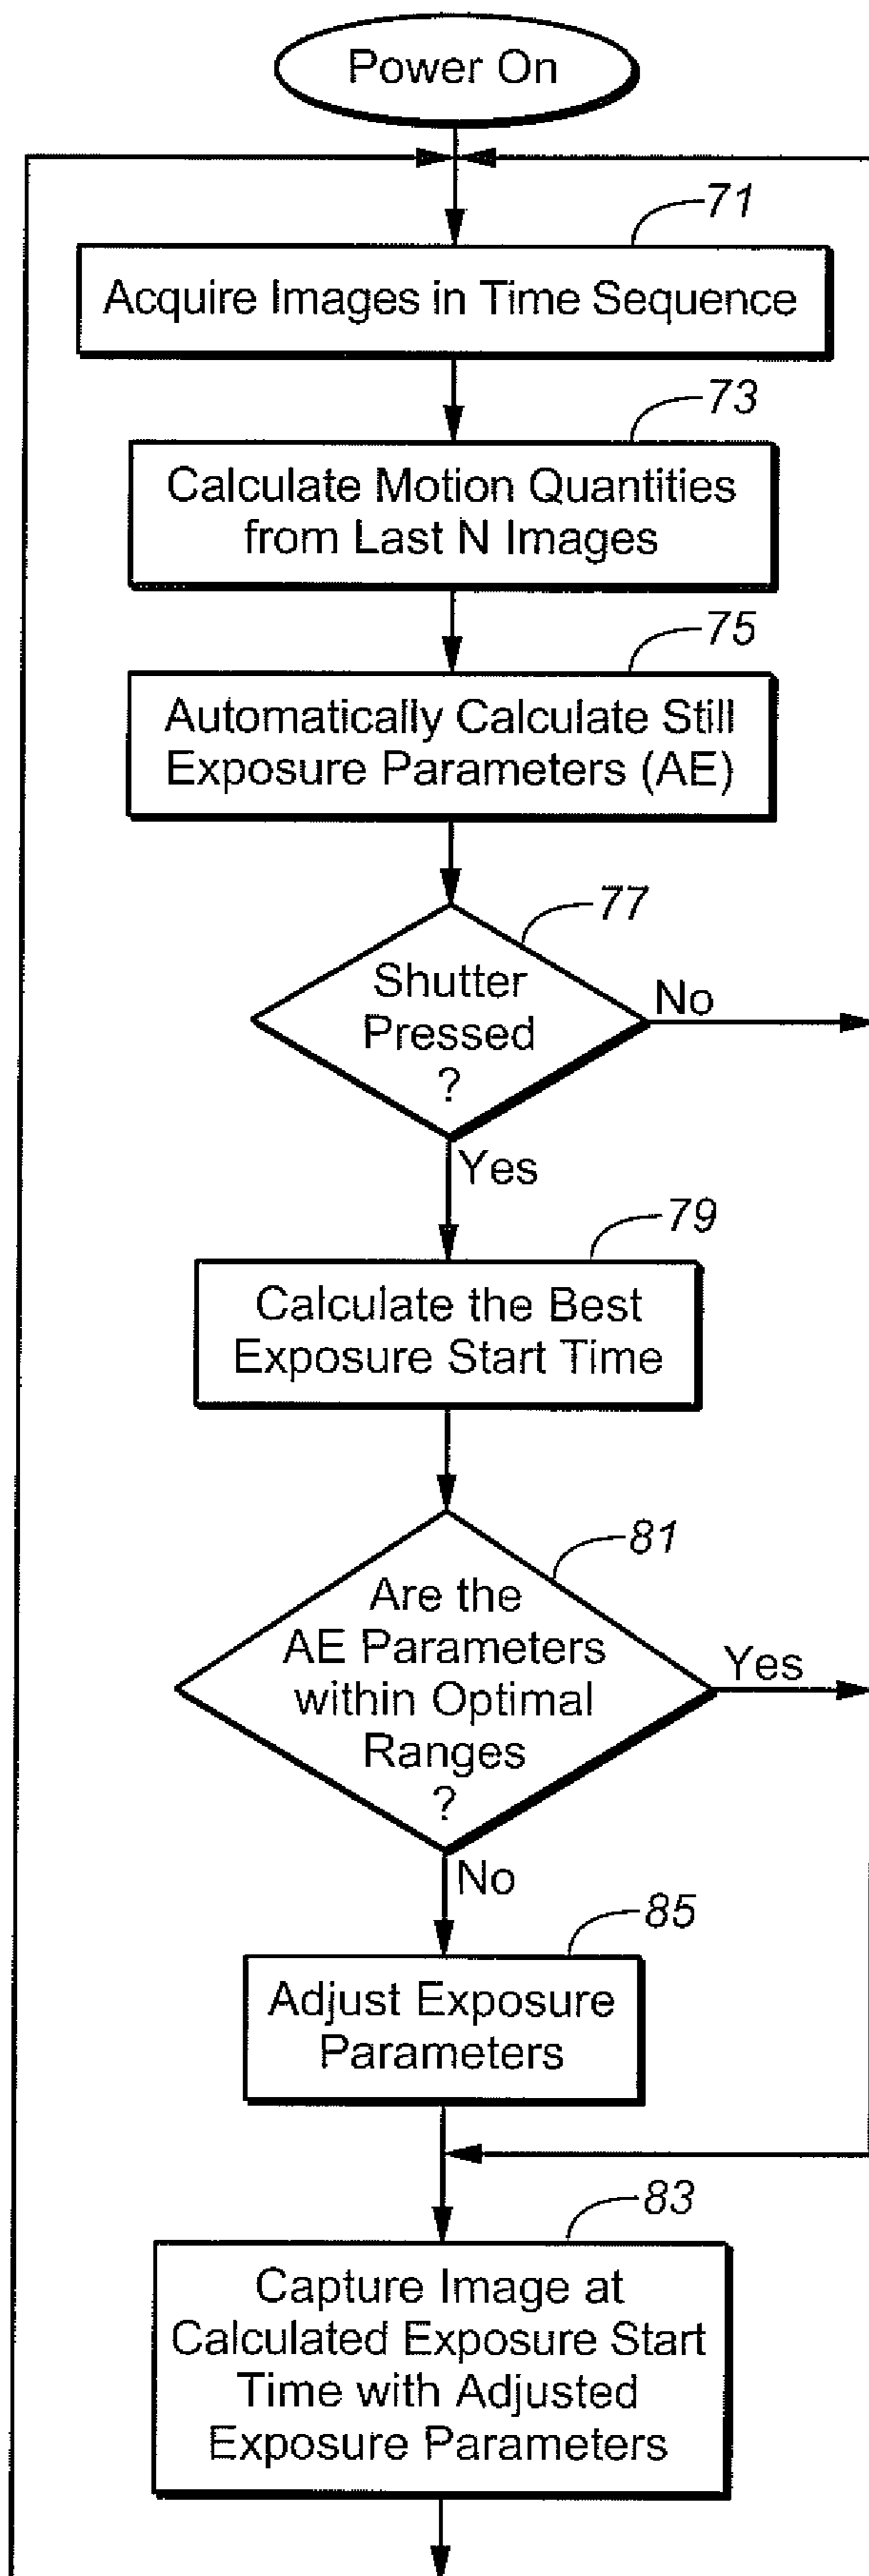 Power On
71
Acquire Images in Time Sequence
73
Calculate Motion Quantities
from Last N Images
75
Automatically Calculate Still
Exposure Parameters (AE)
77
Shutter
Pressed
?
No
Yes
79
Calculate the Best
Exposure Start Time
81
Are the
AE Parameters
within Optimal
Ranges
?
Yes
No
85
Adjust Exposure
Parameters
83
Capture Image at
Calculated Exposure Start
Time with Adjusted
Exposure Parameters